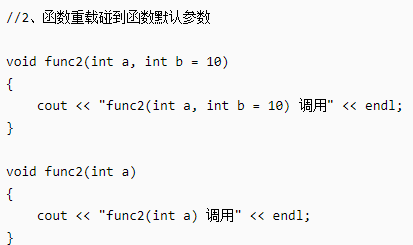 //2、函数重载碰到函数默认参数
void func2(int a, int b = 10)
{
    cout << "func2(int a, int b = 10) 调用" << endl;
}
void func2(int a)
{
    cout << "func2(int a) 调用" << endl;
}